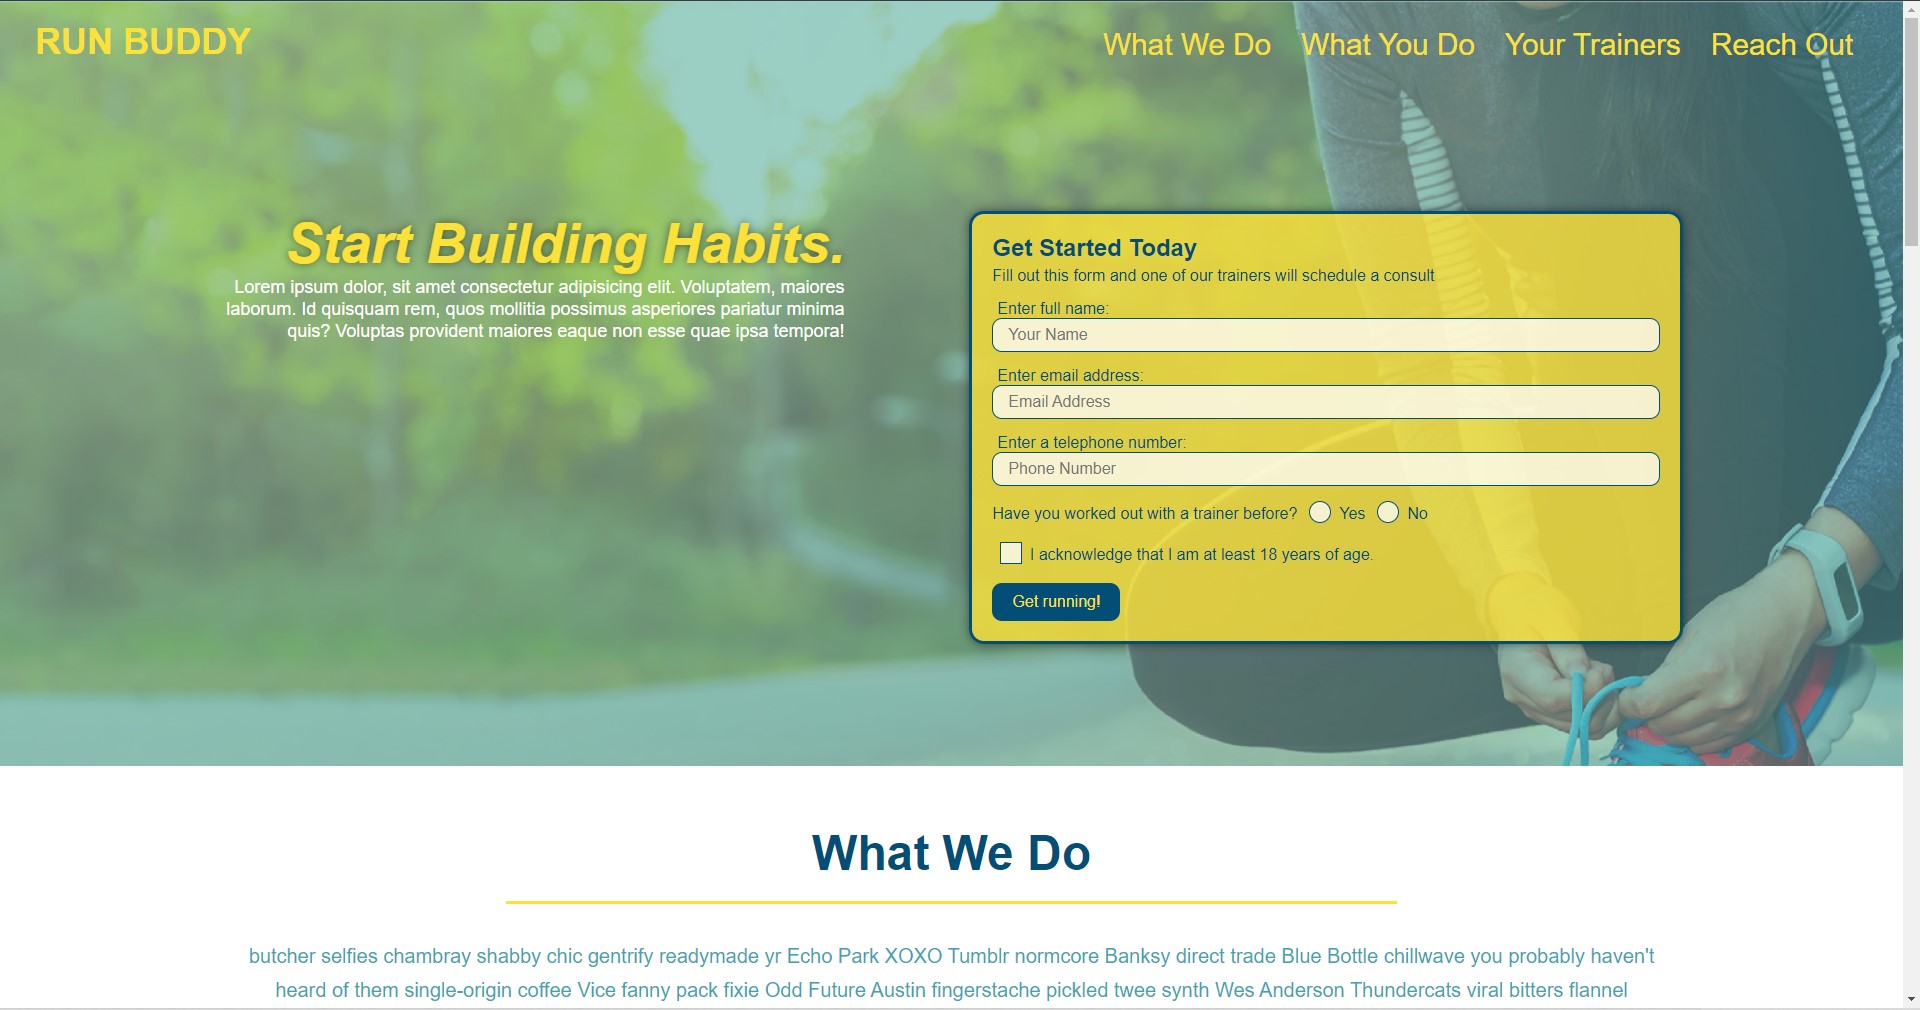 RUN BUDDY
What We Do What You Do Your Trainers Reach Out
Start Building Habits.
Lorem ipsum dolor, sit amet consectetur adipisicing elit. Voluptatem, maiores
laborum. Id quisquam rem, quos mollitia possimus asperiores pariatur minima
quis? Voluptas provident maiores eaque non esse quae ipsa tempora!
Get Started Today
Fill out this form and one of our trainers will schedule a consult
Enter full name:
Your Name
Enter email address:
Email Address
Enter a telephone number:
Phone Number
Have you worked out with a trainer before? Yes No
I acknowledge that I am at least 18 years of age.
Get running!
What We Do
butcher selfies chambray shabby chic gentrify readymade yr Echo Park XOXO Tumblr normcore Banksy direct trade Blue Bottle chillwave you probably haven't
heard of them single-origin coffee Vice fanny pack fixie Odd Future Austin fingerstache pickled twee synth Wes Anderson Thundercats viral bitters flannel